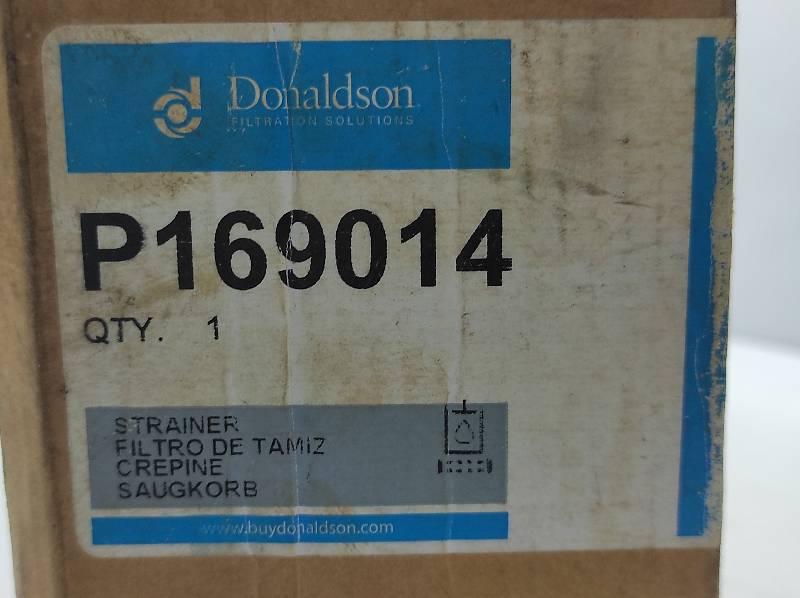 Donaldson
FILTRATION SOLUTIONS
P169014
QTY. 1
STRAINER
FILTRO DE TAMIZ
CREPINE
SAUGKORB
www.buydonaldson.com